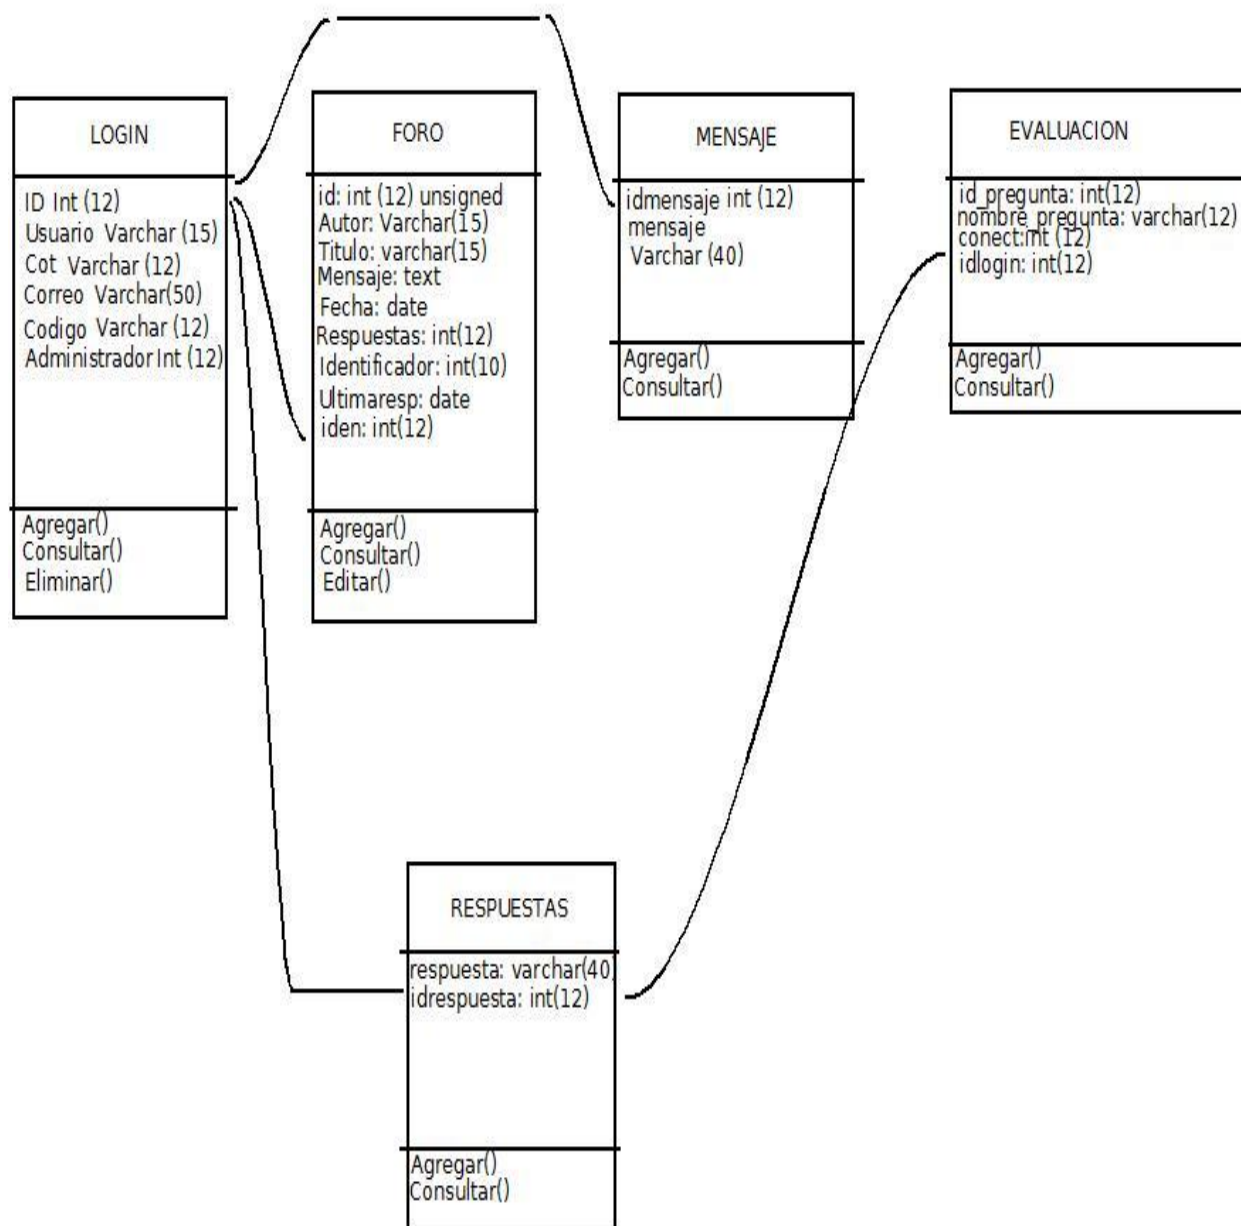 LOGIN
ID Int (12)
Usuario Varchar (15)
Cot Varchar (12)
Correo Varchar(50)
Codigo Varchar (12)
Administrador Int (12)
Agregar()
Consultar()
Eliminar()
FORO
id: int (12) unsigned
Autor: Varchar(15)
Titulo: varchar(15)
Mensaje: text
Fecha: date
Respuestas: int(12)
Identificador: int(10)
Ultimaresp: date
iden: int(12)
Agregar()
Consultar()
Editar()
MENSAJE
idmensaje int (12)
mensaje
Varchar (40)
Agregar()
Consultar()
EVALUACION
id_pregunta: int(12)
nombre_pregunta: varchar(12)
conect:int (12)
idlogin: int(12)
Agregar()
Consultar()
RESPUESTAS
respuesta: varchar(40)
idrespuesta: int(12)
Agregar()
Consultar()